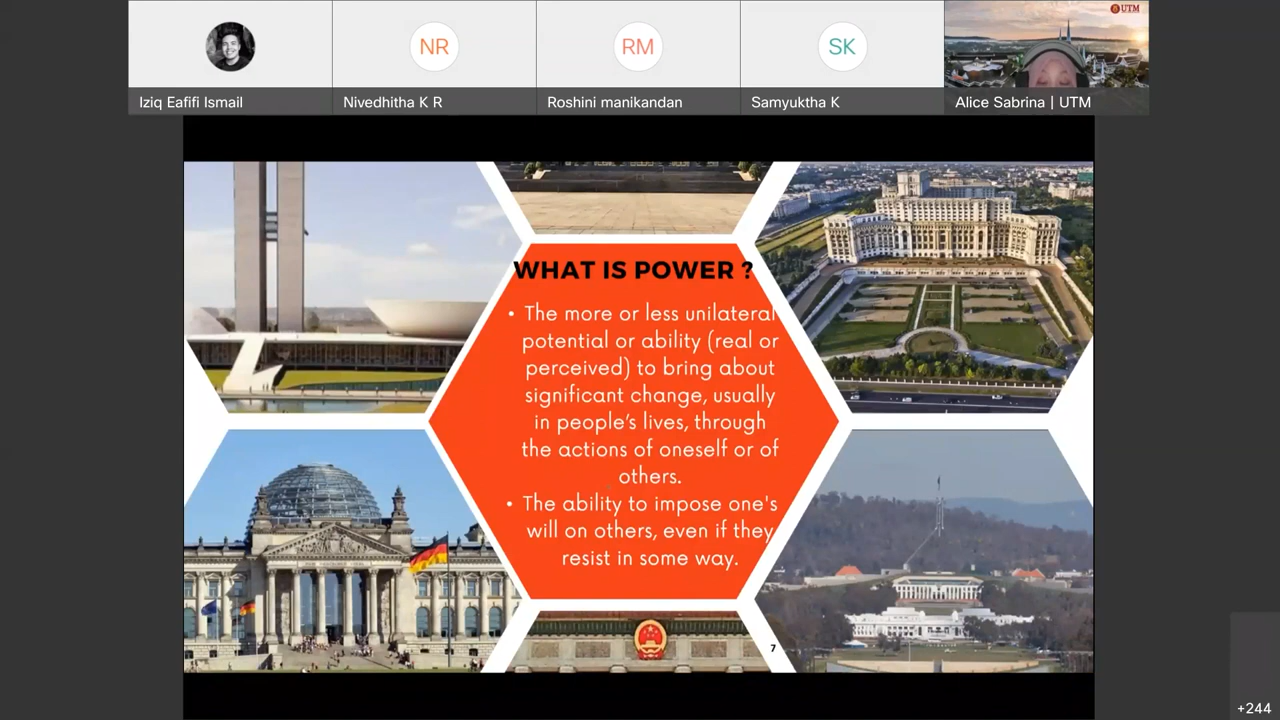 UTM
NR
RM
SK
Iziq Eafifi Ismail
Nivedhitha K R
Roshini manikandan
Samyuktha K
Alice Sabrina | UTM
WHAT IS POWER ?
• The more or less unilateral
potential or ability (real or
perceived) to bring about
significant change, usually
in people's lives, through
the actions of oneself or of
others.
• The ability to impose one's
will on others, even if they
resist in some way.
7
+244